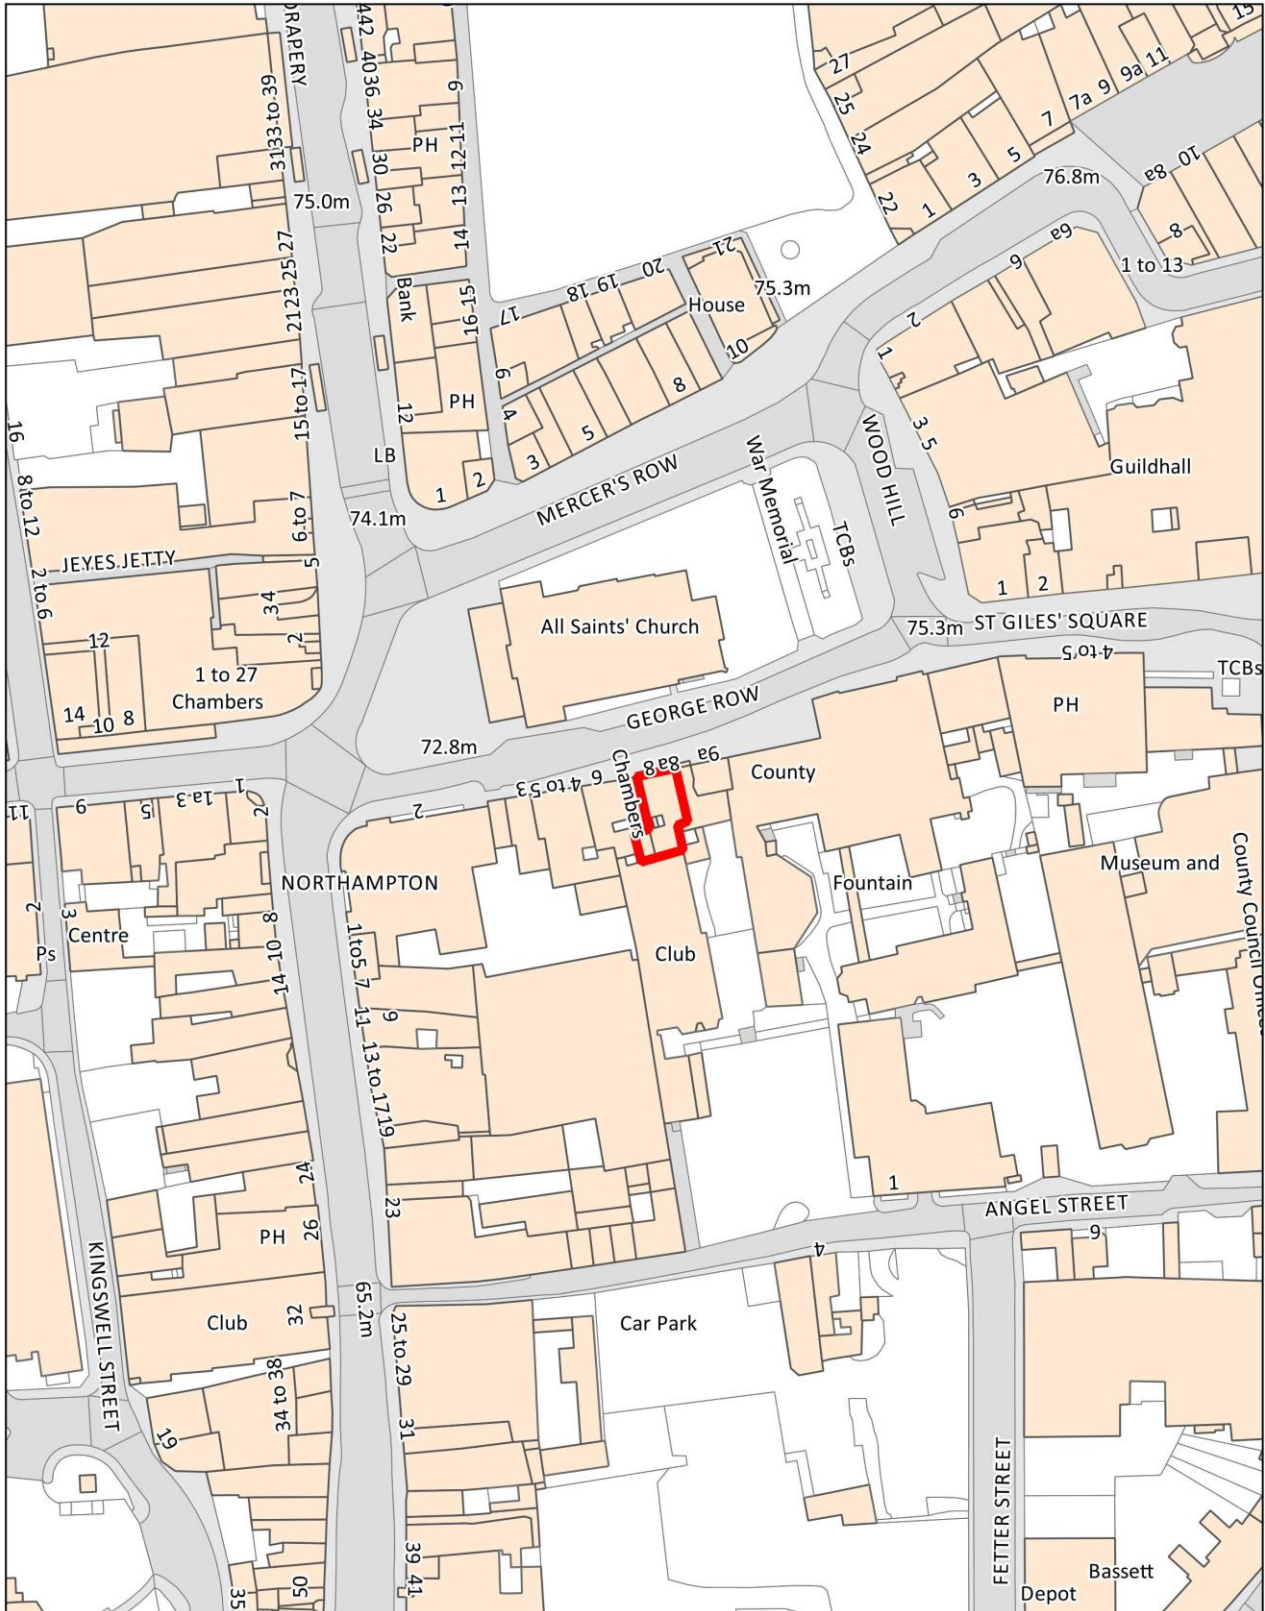 DRAPERY
442
40
36
34
30
26
22
PH
9
11
12
13
14
33 to 39
31
75.0m
27
25
23
21
Bank
15
16
12
PH
15 to 17
LB
1
2
74.1m
6 to 7
5
16
8 to 12
2 to 6
JEYES JETTY
34
2
12
1 to 27
Chambers
14
10
8
27
25
24
22
1
3
5
7
7a
9
9a
11
15
76.8m
8a
10
8
6a
1 to 13
6
2
1
21
20
19
18
17
House
75.3m
10
6
4
3
5
8
MERCER'S ROW
War Memorial
TCBs
WOOD HILL
3
5
6
Guildhall
1
2
ST GILES' SQUARE
75.3m
4 to 5
PH
TCBs
All Saints' Church
GEORGE ROW
72.8m
Chambers
8a
8
9a
6
4 to 5
3
2
County
11
9
5
1a 3
1
2
NORTHAMPTON
2
3
Centre
Ps
8
10
14
1 to 5
7
9
11
13 to 17
19
Club
Fountain
Museum and
County Council Offices
24
26
PH
23
1
ANGEL STREET
6
4
KINGSWELL STREET
Club
32
65.2m
25 to 29
Car Park
34 to 38
19
31
39
41
50
35
FETTER STREET
Depot
Bassett